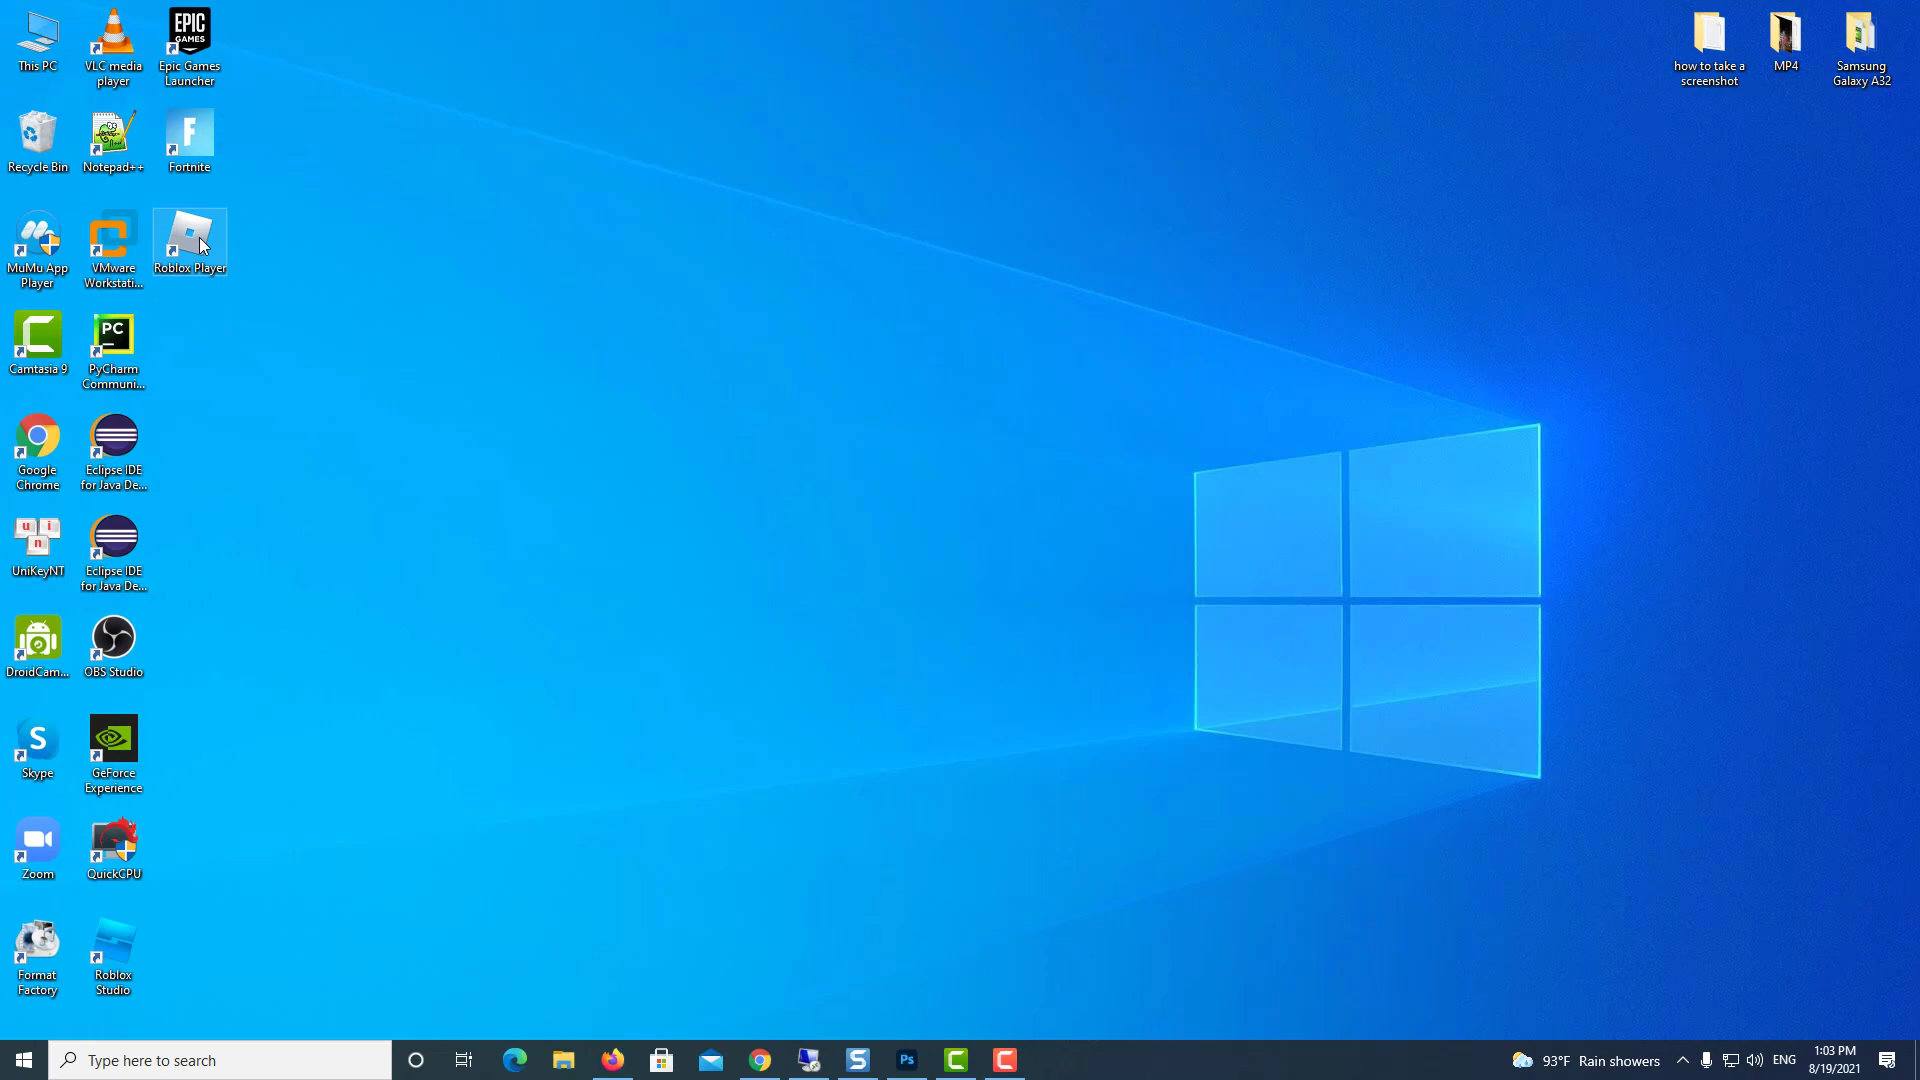 This PC
VLC media
player
EPIC
GAMES
Epic Games
Launcher
how to take a
screenshot
MP4
Samsung
Galaxy A32
Recycle Bin
Notepad++
F
Fortnite
MuMu App
Player
VMware
Workstati...
Roblox Player
Camtasia 9
PC
PyCharm
Communi...
Google
Chrome
Eclipse IDE
for Java De...
u i
n
UniKeyNT
Eclipse IDE
for Java De...
DroidCam...
OBS Studio
S
Skype
GeForce
Experience
Zoom
QuickCPU
Format
Factory
Roblox
Studio
Type here to search
S
Ps
93°F Rain showers
ENG
1:03 PM
8/19/2021